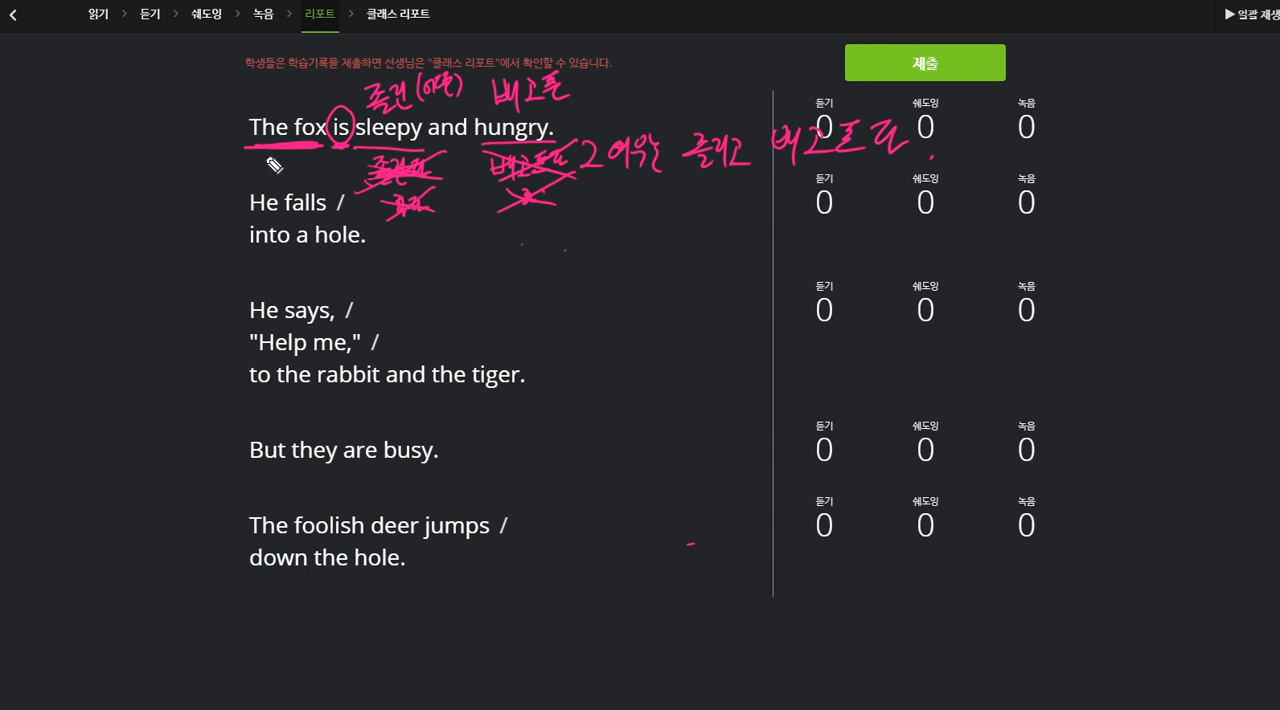 읽기 > 듣기 > 쉐도잉 > 녹음 > 리포트 > 클래스 리포트 ▶ 일괄 재생
학생들은 학습기록을 제출하면 선생님은 "클래스 리포트"에서 확인할 수 있습니다.
제출
졸린 배고픈
The fox is sleepy and hungry.
듣기 쉐도잉 녹음
0 0 0
그 여우는 졸리고 배고프다.
He falls /
into a hole.
듣기 쉐도잉 녹음
0 0 0
He says, /
"Help me," /
to the rabbit and the tiger.
듣기 쉐도잉 녹음
0 0 0
But they are busy.
듣기 쉐도잉 녹음
0 0 0
The foolish deer jumps /
down the hole.
듣기 쉐도잉 녹음
0 0 0